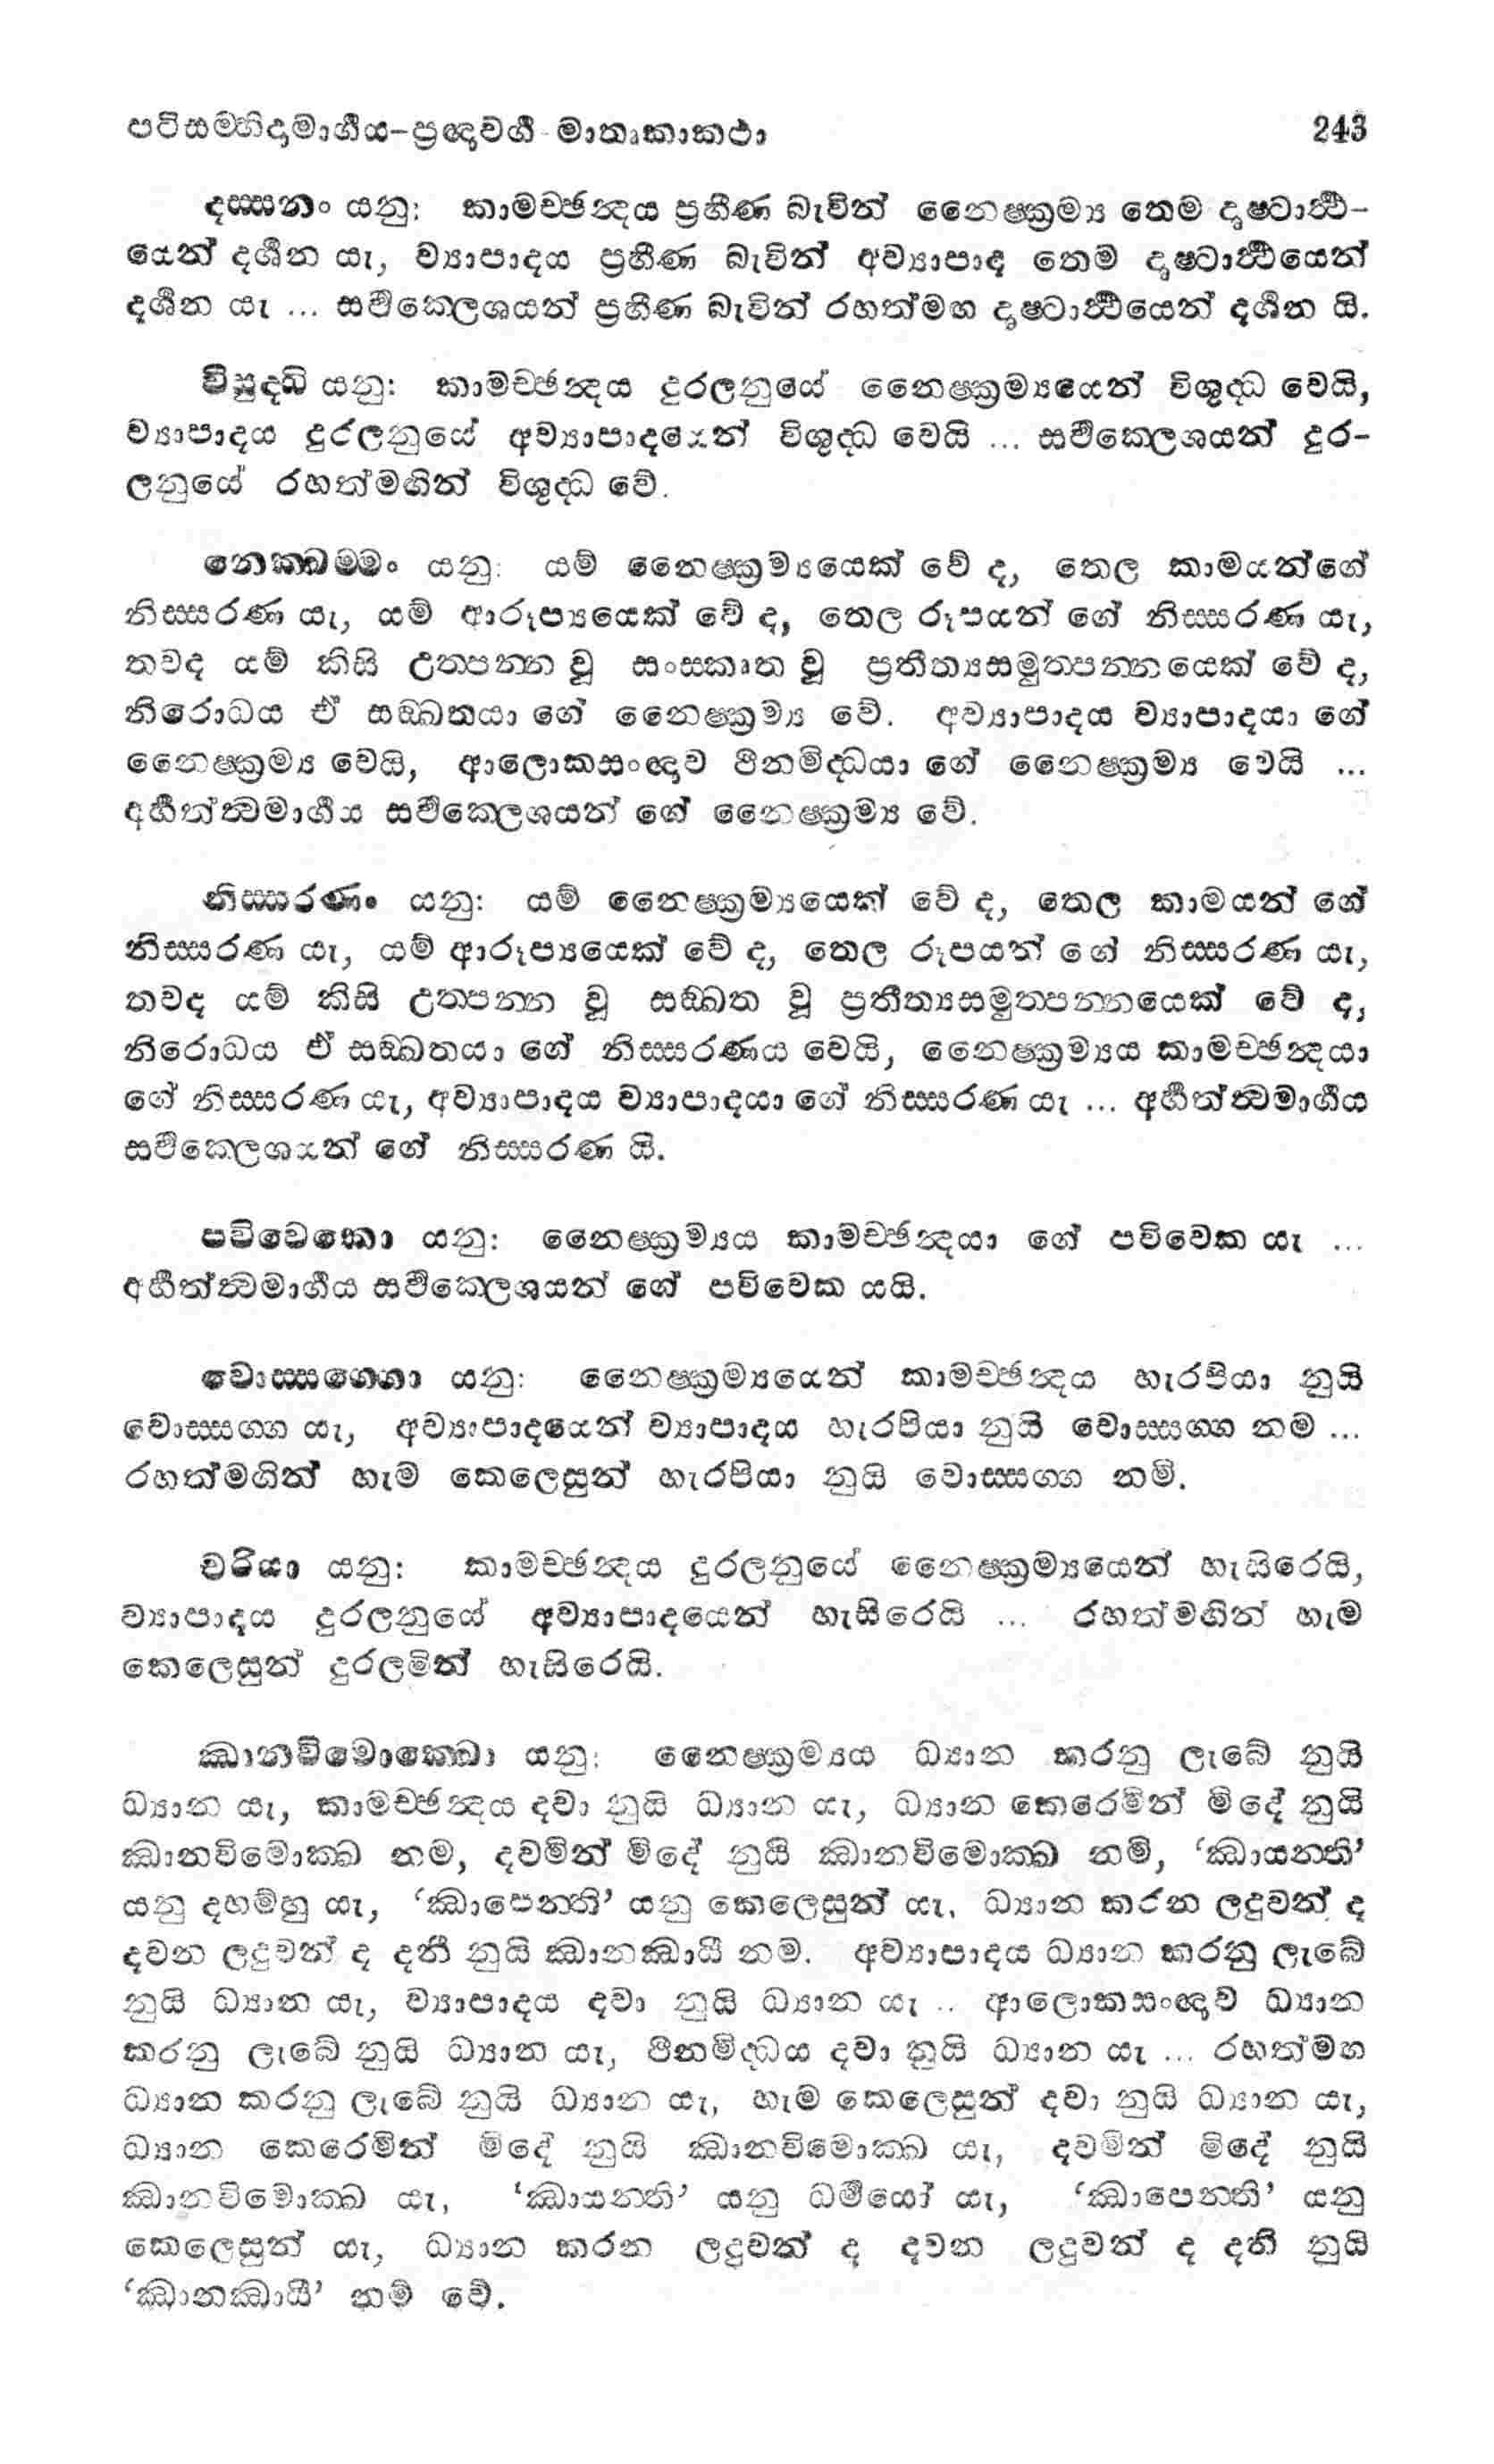 පටිසම්භිදාමාර්‍ගය-ප්‍රඥාවර්‍ග - මාතෘකාකථා 243
දස්සනං යනු: කාමච්ඡන්‍දය ප්‍රහීණ බැවින් නෛෂ්ක්‍රම්‍ය තෙම දෘෂ්ටාර්‍ථ-
යෙන් දර්‍ශන යැ, ව්‍යාපාදය ප්‍රහීණ බැවින් අව්‍යාපාද තෙම දෘෂ්ටාර්‍ථයෙන්
දර්‍ශන යැ ... සර්‍වක්ලෙශයන් ප්‍රහීණ බැවින් රහත්මඟ දෘෂ්ටාර්‍ථයෙන් දර්‍ශන යි.
විසුද්ධි යනු: කාමච්ඡන්‍දය දුරලනුයේ නෛෂ්ක්‍රම්‍යයෙන් විශුද්ධ වෙයි,
ව්‍යාපාදය දුරලනුයේ අව්‍යාපාදයෙන් විශුද්ධ වෙයි ... සර්‍වක්ලෙශයන් දුර-
ලනුයේ රහත්මඟින් විශුද්ධ වේ.
නෙක්ඛම්මං යනු: යම් නෛෂ්ක්‍රම්‍යයෙක් වේ ද, තෙල කාමයන්ගේ
නිස්සරණ යැ, යම් ආරූප්‍යයෙක් වේ ද, තෙල රූපයන් ගේ නිස්සරණ යැ,
තවද යම් කිසි උත්පන්න වූ සංස්කෘත වූ ප්‍රතීත්‍යසමුත්පන්නයෙක් වේ ද,
නිරොධය ඒ සඞ්ඛතයා ගේ නෛෂ්ක්‍රම්‍ය වේ. අව්‍යාපාදය ව්‍යාපාදයා ගේ
නෛෂ්ක්‍රම්‍ය වෙයි, ආලොකසංඥාව ථීනමිද්ධයා ගේ නෛෂ්ක්‍රම්‍ය වෙයි ...
අර්‍හත්ත්‍වමාර්‍ගය සර්‍වක්ලෙශයන් ගේ නෛෂ්ක්‍රම්‍ය වේ.
නිස්සරණං යනු: යම් නෛෂ්ක්‍රම්‍යයෙක් වේ ද, තෙල කාමයන් ගේ
නිස්සරණ යැ, යම් ආරූප්‍යයෙක් වේ ද, තෙල රූපයන් ගේ නිස්සරණ යැ,
තවද යම් කිසි උත්පන්න වූ සඞ්ඛත වූ ප්‍රතීත්‍යසමුත්පන්නයෙක් වේ ද,
නිරොධය ඒ සඞ්ඛතයා ගේ නිස්සරණය වෙයි, නෛෂ්ක්‍රම්‍යය කාමච්ඡන්‍දයා
ගේ නිස්සරණ යැ, අව්‍යාපාදය ව්‍යාපාදයා ගේ නිස්සරණ යැ ... අර්‍හත්ත්‍වමාර්‍ගය
සර්‍වක්ලෙශයන් ගේ නිස්සරණ යි.
පවිවෙකො යනු: නෛෂ්ක්‍රම්‍යය කාමච්ඡන්‍දයා ගේ පවිවෙක යැ ...
අර්‍හත්ත්‍වමාර්‍ගය සර්‍වක්ලෙශයන් ගේ පවිවෙක යයි.
වොස්සග්ගො යනු: නෛෂ්ක්‍රම්‍යයෙන් කාමච්ඡන්‍දය හැරපියා නුයි
වොස්සග්ග යැ, අව්‍යාපාදයෙන් ව්‍යාපාදය හැරපියා නුයි වොස්සග්ග නම ...
රහත්මගින් හැම කෙලෙසුන් හැරපියා නුයි වොස්සග්ග නමි.
චරියා යනු: කාමච්ඡන්‍දය දුරලනුයේ නෛෂ්ක්‍රම්‍යයෙන් හැසිරෙයි,
ව්‍යාපාදය දුරලනුයේ අව්‍යාපාදයෙන් හැසිරෙයි ... රහත්මඟින් හැම
කෙලෙසුන් දුරලමින් හැසිරෙයි.
ඣානවිමොක්ඛො යනු: නෛෂ්ක්‍රම්‍යය ධ්‍යාන කරනු ලැබේ නුයි
ධ්‍යාන යැ, කාමච්ඡන්‍දය දවා නුයි ධ්‍යාන යැ, ධ්‍යාන කෙරෙමින් මිදේ නුයි
ඣානවිමොක්ඛ නම, දවමින් මිදේ නුයි ඣානවිමොක්ඛ නමි, ‘ඣායන්ති’
යනු දහම්හු යැ, ‘ඣාපෙන්ති’ යනු කෙලෙසුන් යැ, ධ්‍යාන කරන ලදුවන් ද
දවන ලදුවන් ද දනී නුයි ඣානඣායී නම. අව්‍යාපාදය ධ්‍යාන කරනු ලැබේ
නුයි ධ්‍යාන යැ, ව්‍යාපාදය දවා නුයි ධ්‍යාන යැ .. ආලොකසංඥාව ධ්‍යාන
කරනු ලැබේ නුයි ධ්‍යාන යැ, ථීනමිද්ධය දවා නුයි ධ්‍යාන යැ ... රහත්මඟ
ධ්‍යාන කරනු ලැබේ නුයි ධ්‍යාන යැ, හැම කෙලෙසුන් දවා නුයි ධ්‍යාන යැ,
ධ්‍යාන කෙරෙමින් මිදේ නුයි ඣානවිමොක්ඛ යැ, දවමින් මිදේ නුයි
ඣානවිමොක්ඛ යැ, ‘ඣායන්ති’ යනු ධර්‍මයෝ යැ, ‘ඣාපෙන්ති’ යනු
කෙලෙසුන් යැ, ධ්‍යාන කරන ලදුවන් ද දවන ලදුවන් ද දනී නුයි
‘ඣානඣායී’ නම් වේ.